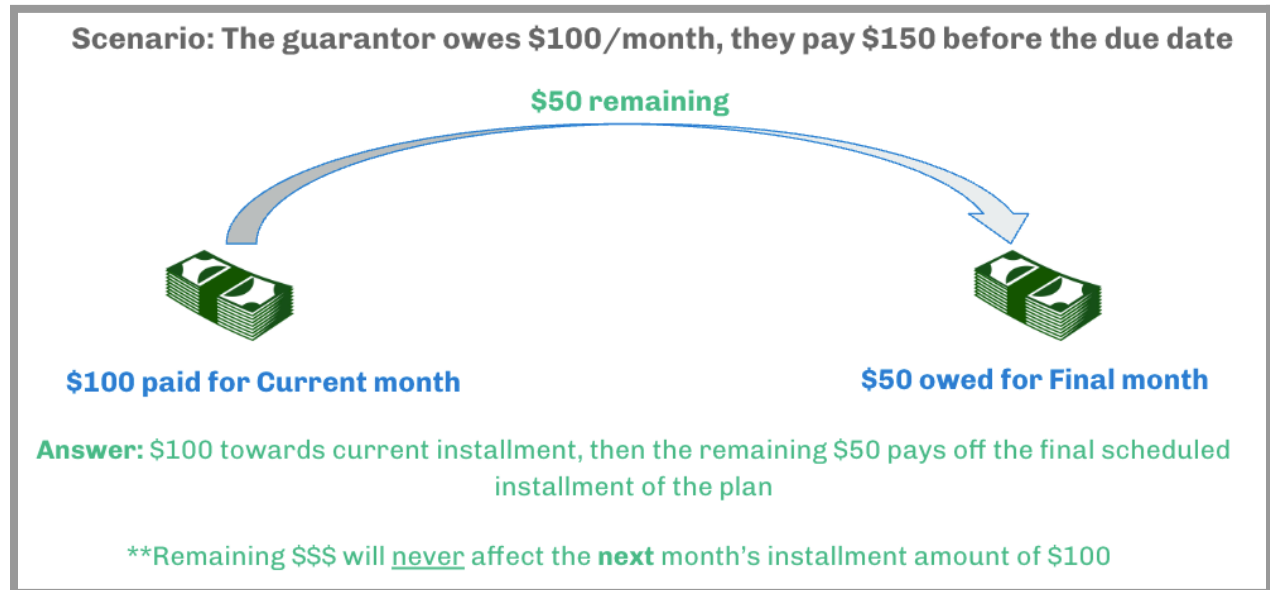 Scenario: The guarantor owes $100/month, they pay $150 before the due date
$50 remaining
$100 paid for Current month
$50 owed for Final month
Answer: $100 towards current installment, then the remaining $50 pays off the final scheduled
installment of the plan
**Remaining $$$ will never affect the next month's installment amount of $100